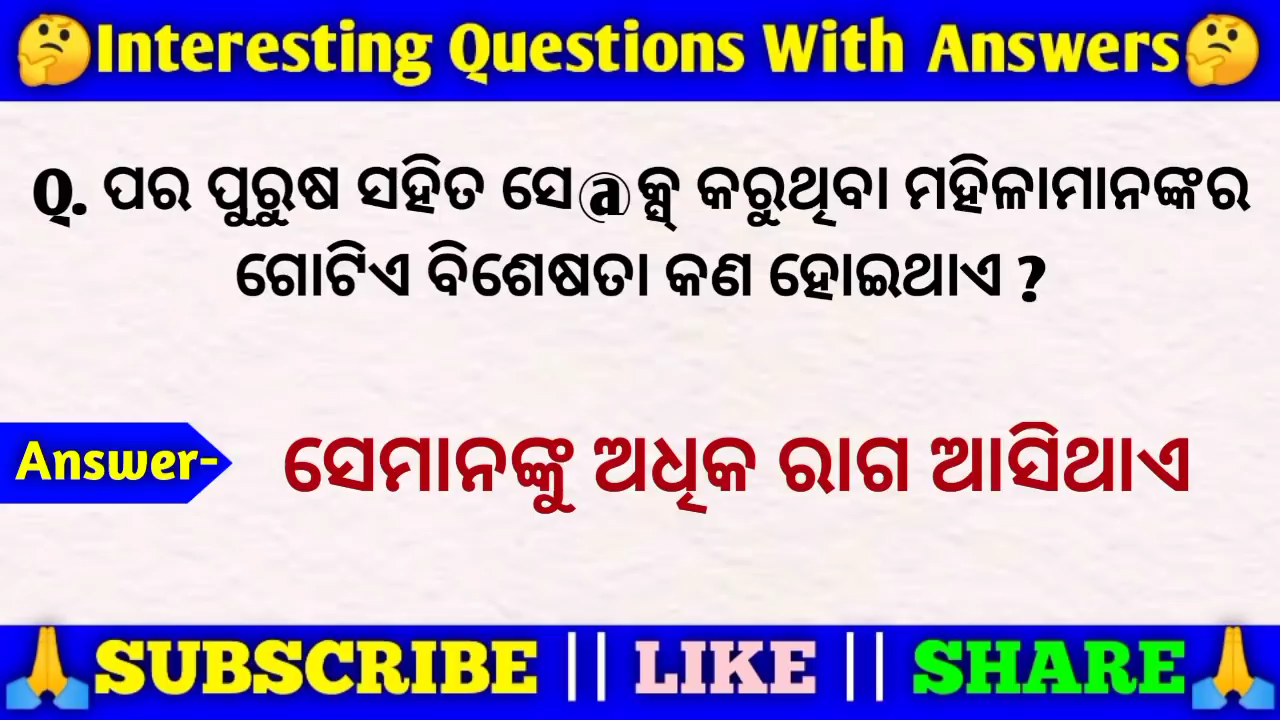 🤔Interesting Questions With Answers🤔
Q. ପର ପୁରୁଷ ସହିତ ସେ@କ୍ସ୍ କରୁଥିବା ମହିଳାମାନଙ୍କର
ଗୋଟିଏ ବିଶେଷତା କଣ ହୋଇଥାଏ ?
Answer- ସେମାନଙ୍କୁ ଅଧିକ ରାଗ ଆସିଥାଏ
🙏SUBSCRIBE || LIKE || SHARE🙏